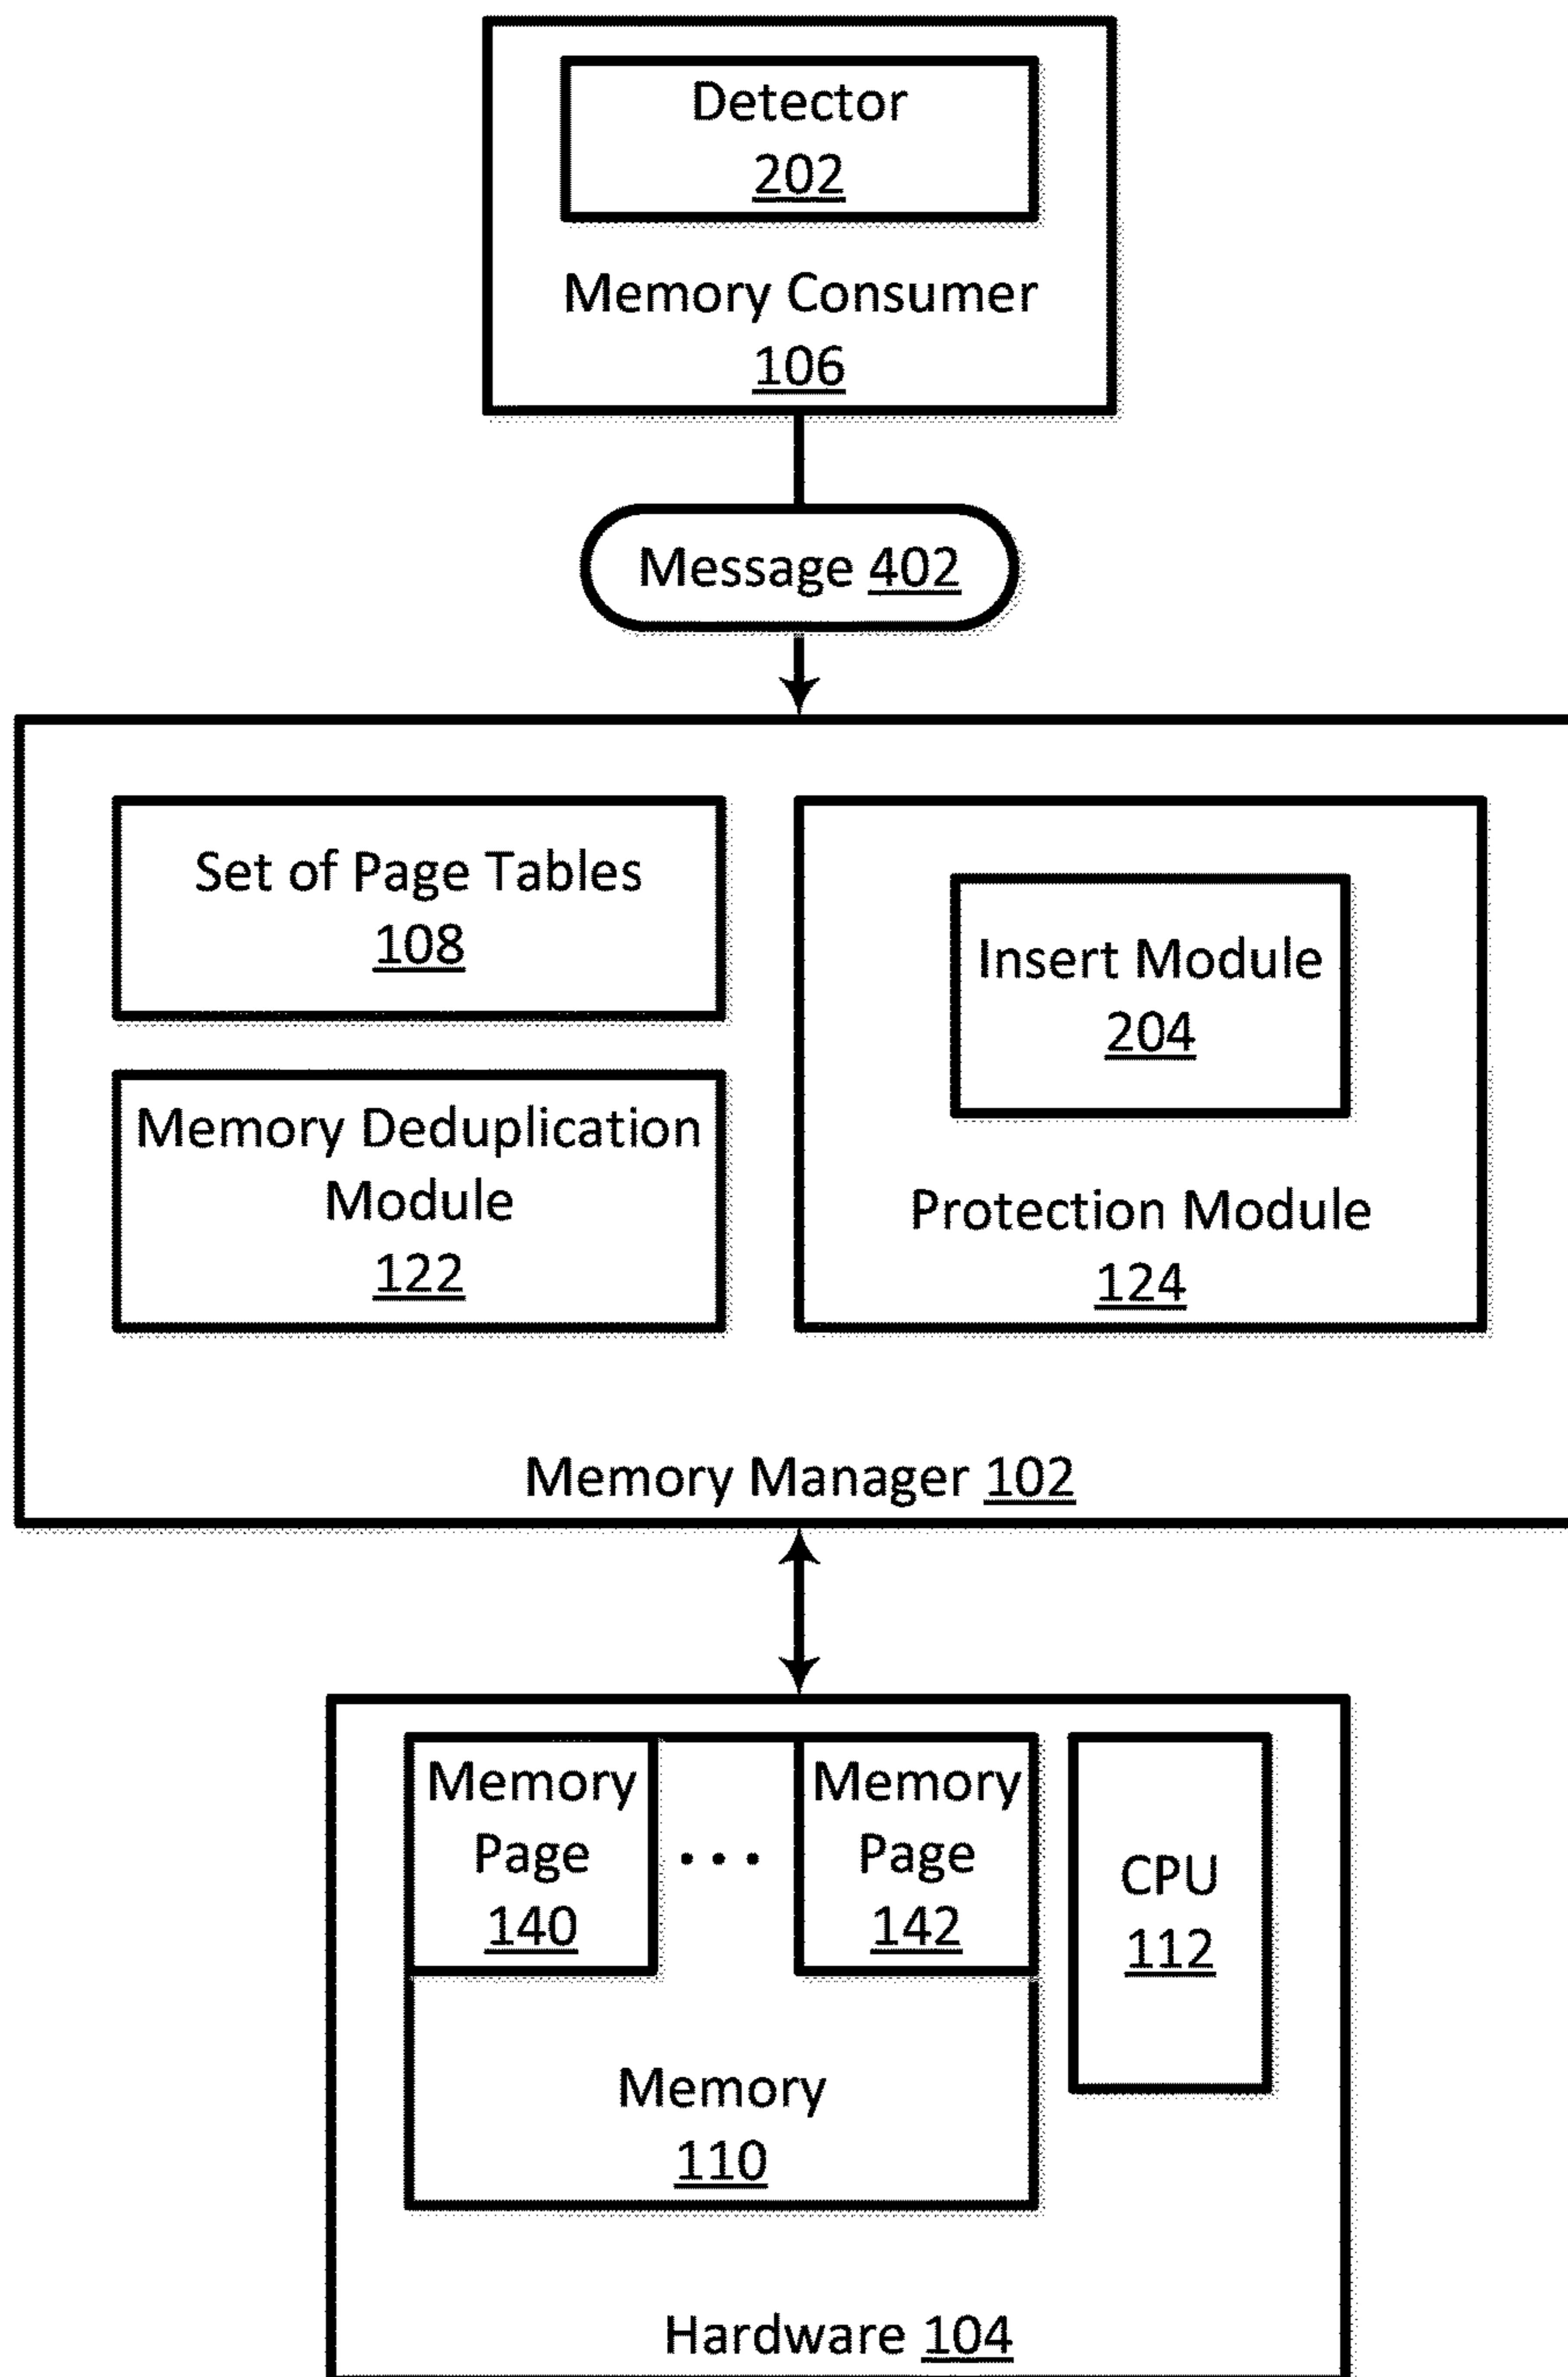 Detector
202
Memory Consumer
106
Message 402
Set of Page Tables
108
Memory Deduplication
Module
122
Insert Module
204
Protection Module
124
Memory Manager 102
Memory
Page
140
...
Memory
Page
142
CPU
112
Memory
110
Hardware 104